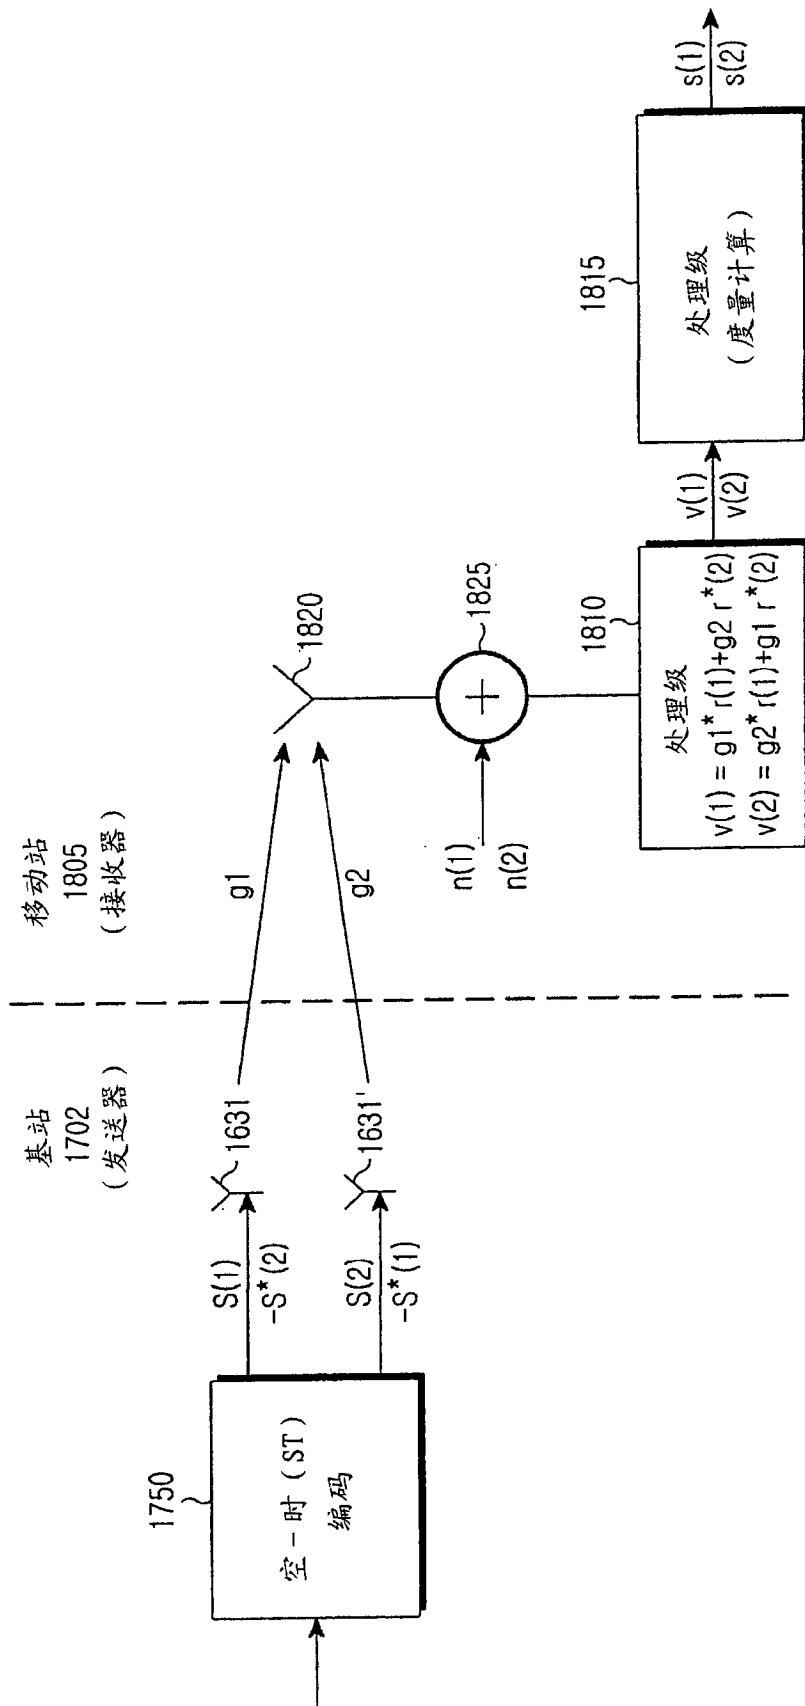 基站
1702
(发送器)
移动站
1805
(接收器)
1750
空-时(ST)
编码
S(1)
-S*(2)
1631
S(2)
-S*(1)
1631'
g1
g2
1820
n(1)
n(2)
1825
1810
处理级
v(1) = g1* r(1)+g2 r*(2)
v(2) = g2* r(1)+g1 r*(2)
v(1)
v(2)
1815
处理级
(度量计算)
s(1)
s(2)